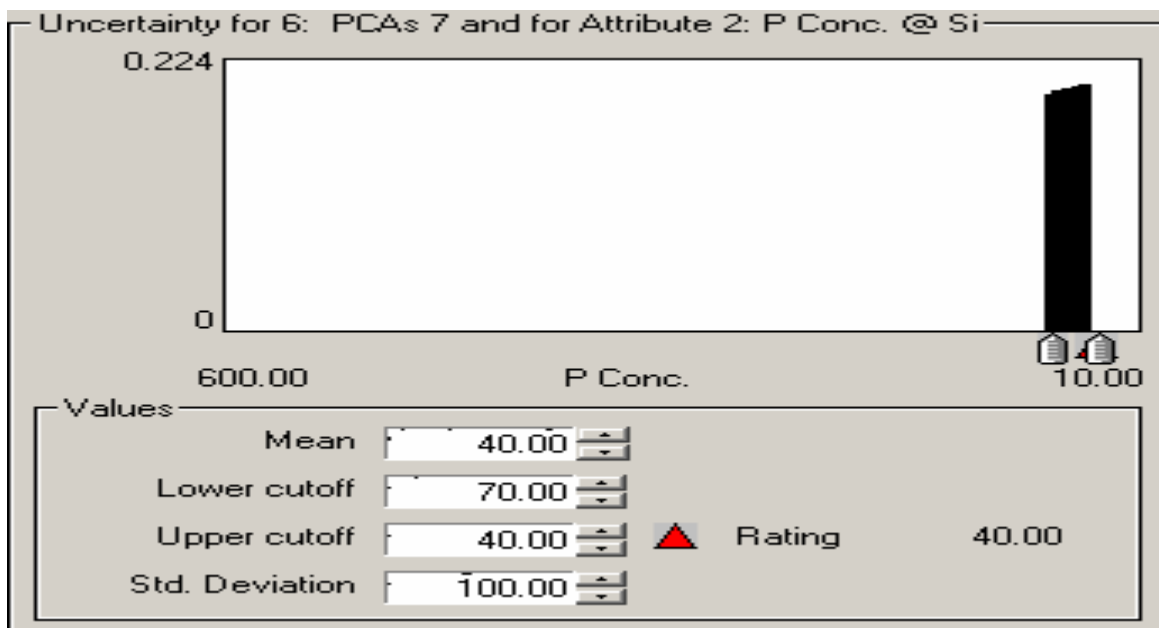 Uncertainty for 6: PCAs 7 and for Attribute 2: P Conc. @ Si
0.224
0
600.00 P Conc. 10.00
Values
Mean 40.00
Lower cutoff 70.00
Upper cutoff 40.00 Rating 40.00
Std. Deviation 100.00